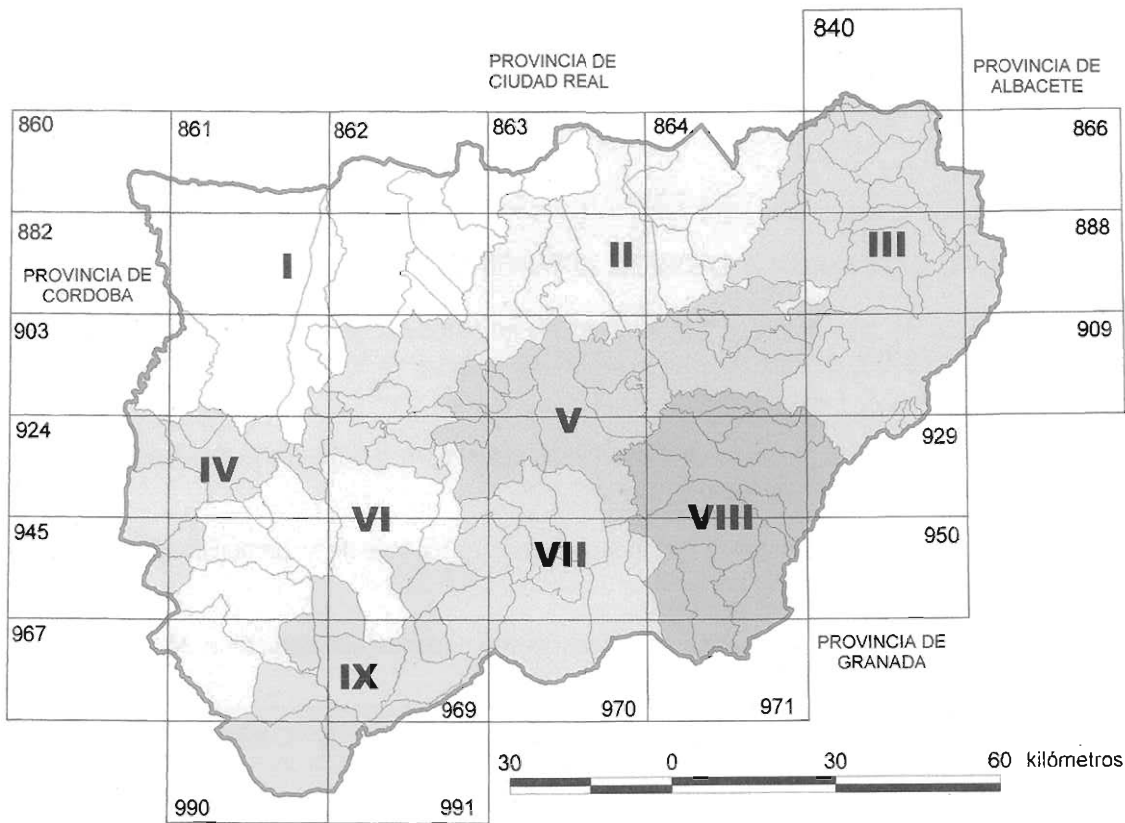 840
PROVINCIA DE
CIUDAD REAL
PROVINCIA DE
ALBACETE
860
861
862
863
864
866
882
888
I
II
III
PROVINCIA DE
CORDOBA
903
909
924
929
IV
V
VI
VII
VIII
945
950
967
PROVINCIA DE
GRANADA
IX
969
970
971
30 0 30 60 kilómetros
990
991